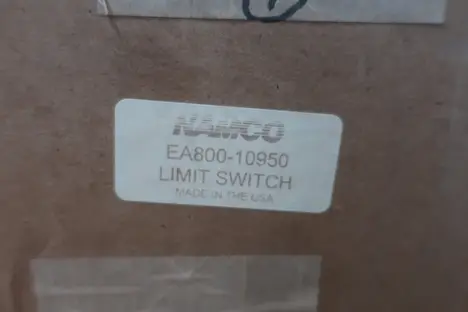 NAMCO
EA800-10950
LIMIT SWITCH
MADE IN THE USA